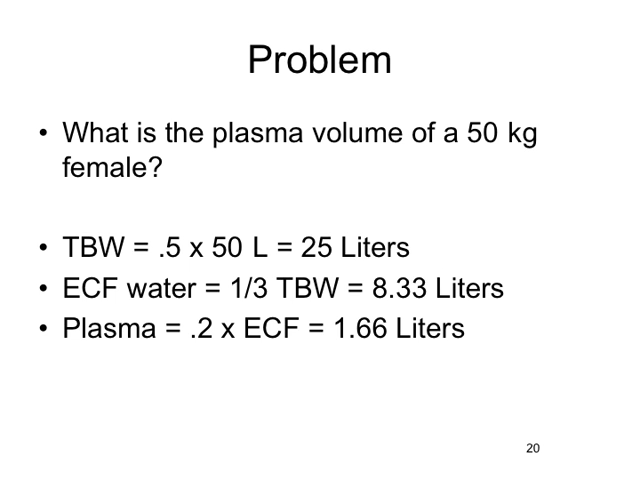 Problem
• What is the plasma volume of a 50 kg
female?
• TBW = .5 x 50 L = 25 Liters
• ECF water = 1/3 TBW = 8.33 Liters
• Plasma = .2 x ECF = 1.66 Liters
20